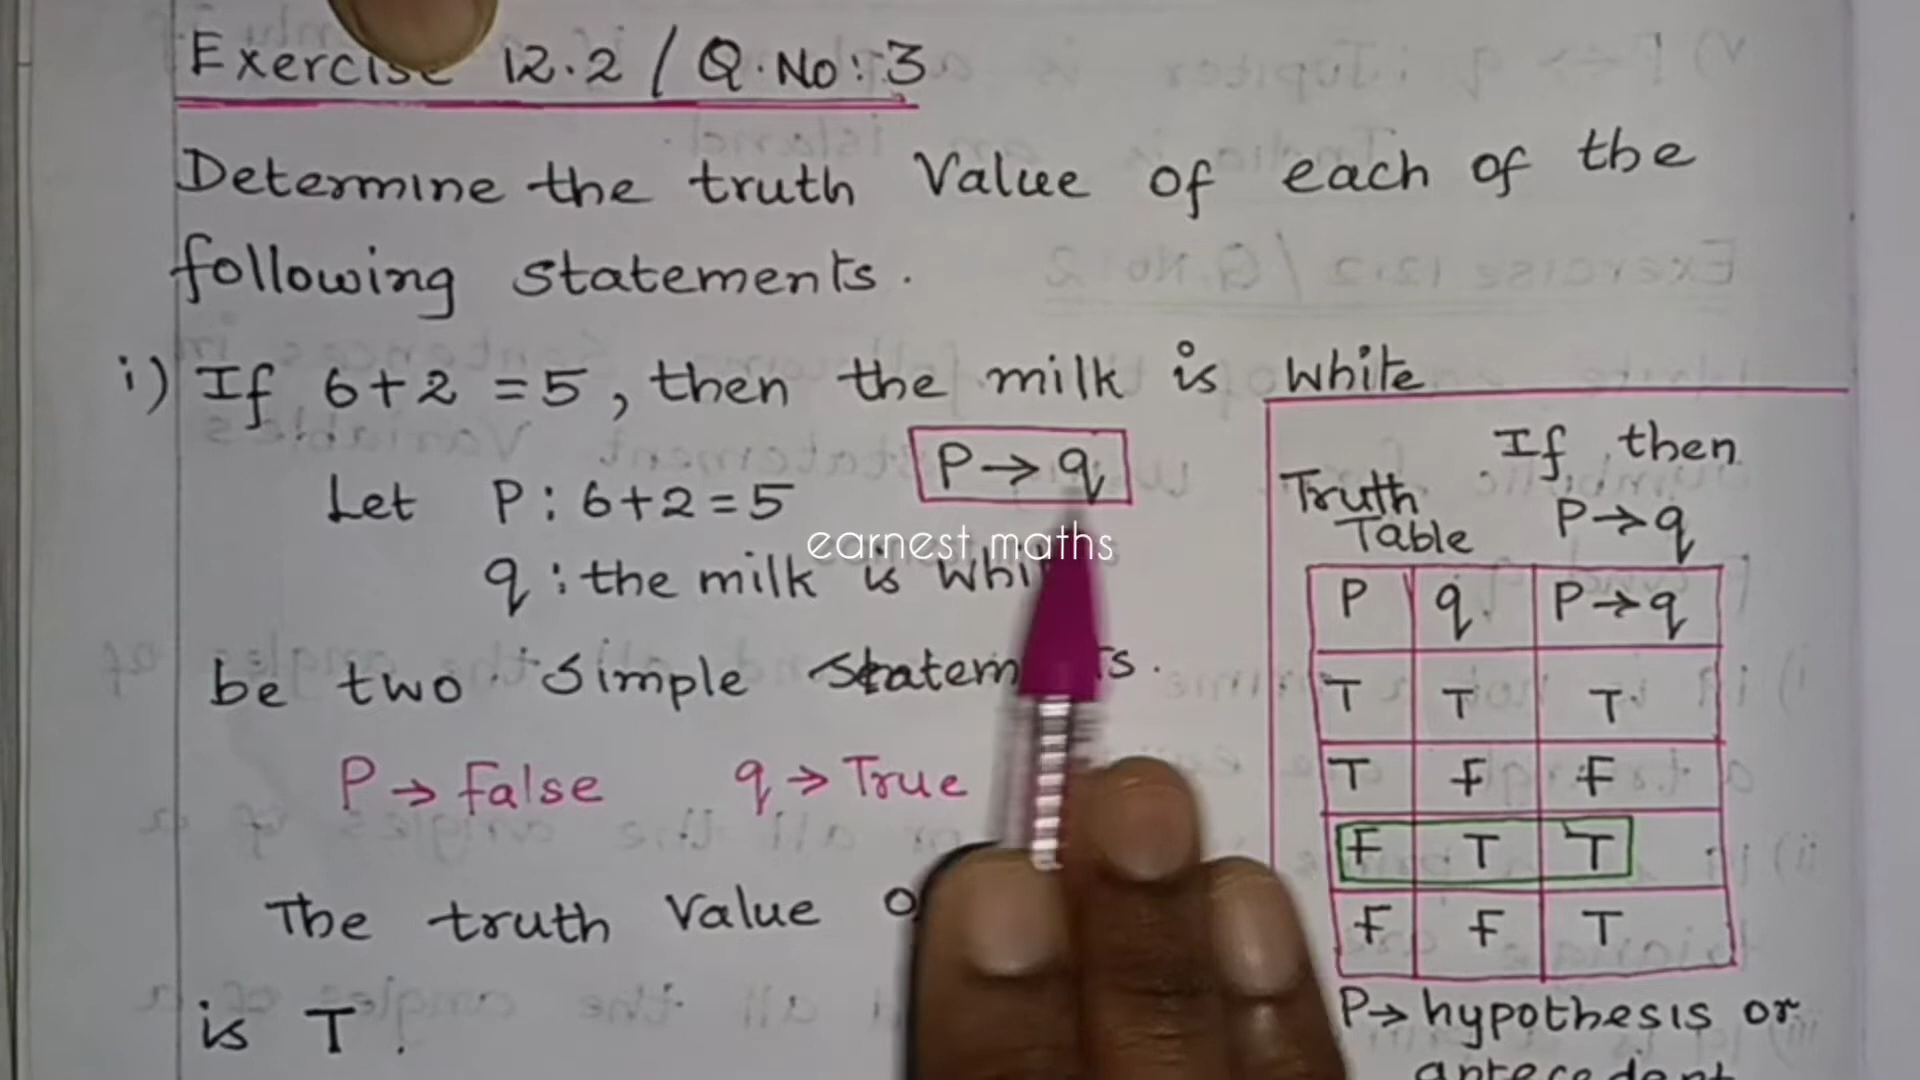 Exercise 12.2 / Q.No: 3
Determine the truth Value of each of the
following statements.
i) If 6+2 =5, then the milk is white
P→q
Let P: 6+2=5
q: the milk is whi
earnest maths
be two simple statem ts.
P→False q→True
The truth value o
is T.
If, then
Truth Table P→q
P q P→q
T T T
T F F
F T T
F F T
P→hypothesis or
antecedent